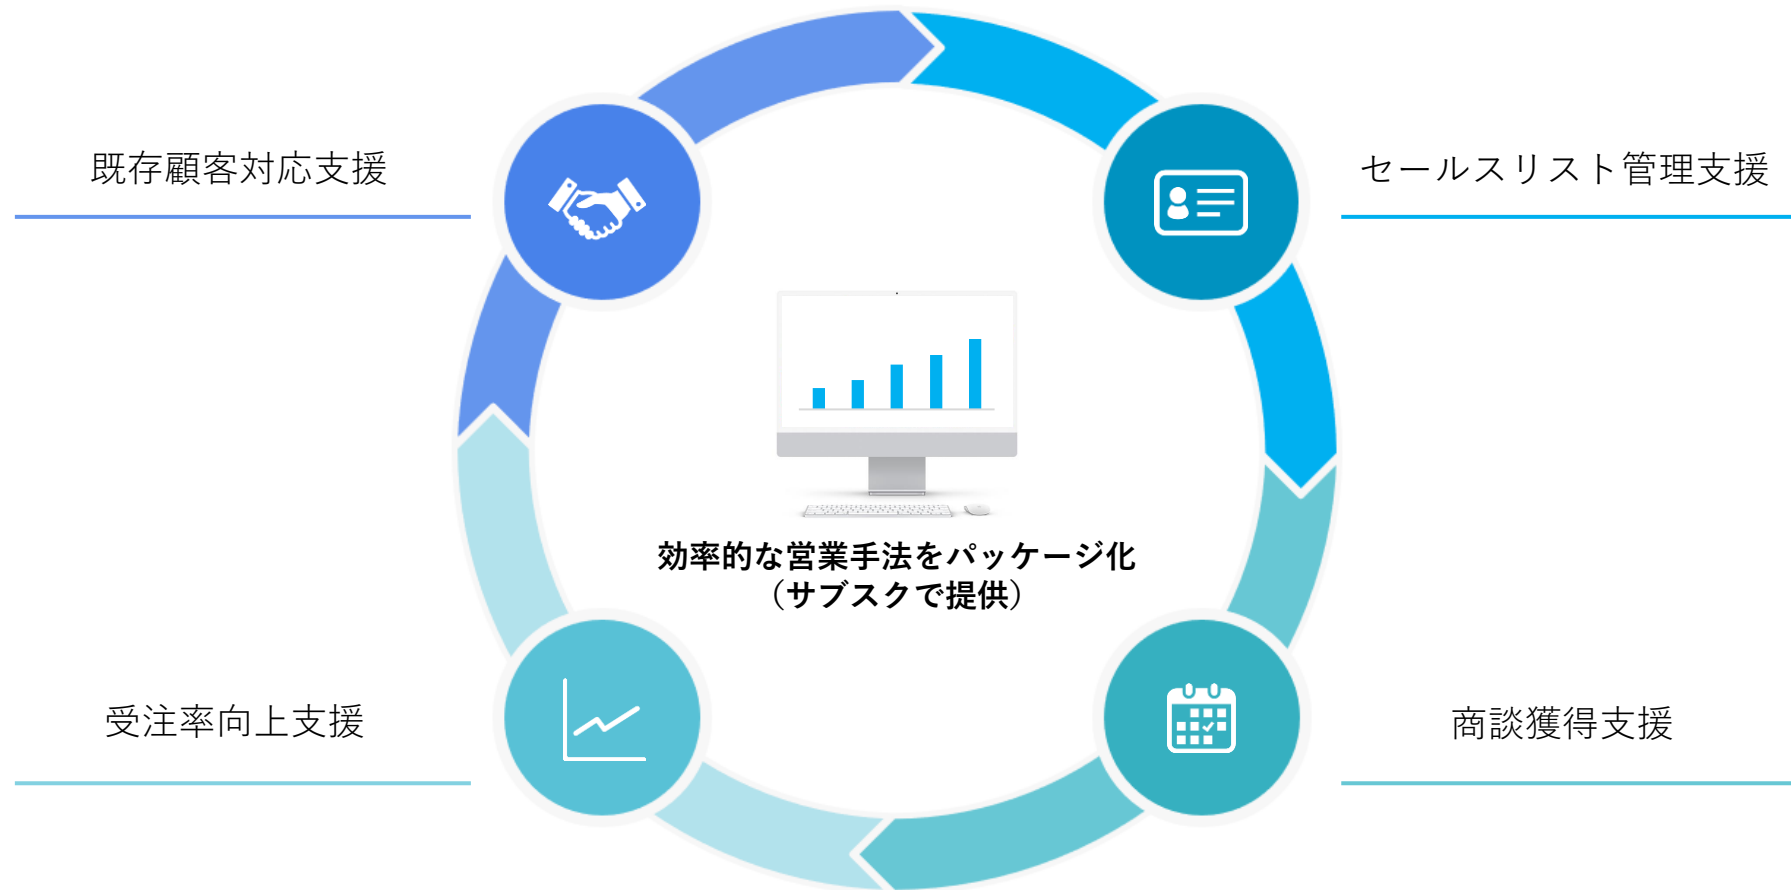 既存顧客対応支援
セールスリスト管理支援
効率的な営業手法をパッケージ化
（サブスクで提供）
受注率向上支援
商談獲得支援